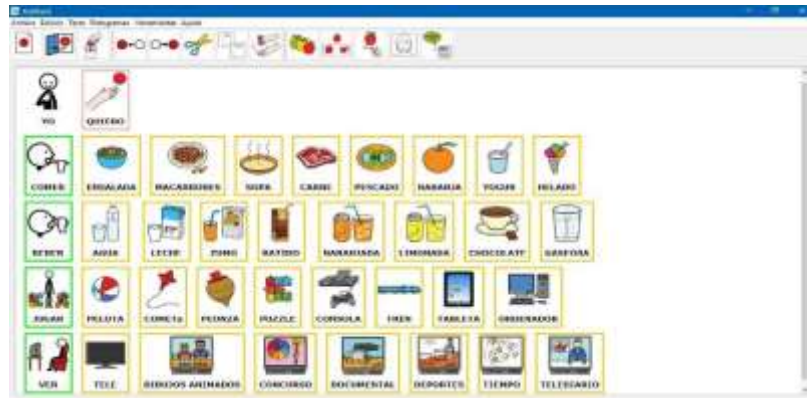 YO QUIERO
COMER ENSALADA MACARRONES SOPA CARNE PESCADO NARANJA YOGUR HELADO
BEBER AGUA LECHE ZUMO BATIDO NARANJADA LIMONADA CHOCOLATE GASEOSA
JUGAR PELOTA COMETA PEONZA PUZZLE CONSOLA TREN TABLETA ORDENADOR
VER TELE DIBUJOS ANIMADOS CONCURSO DOCUMENTAL DEPORTES TIEMPO TELEDIARIO